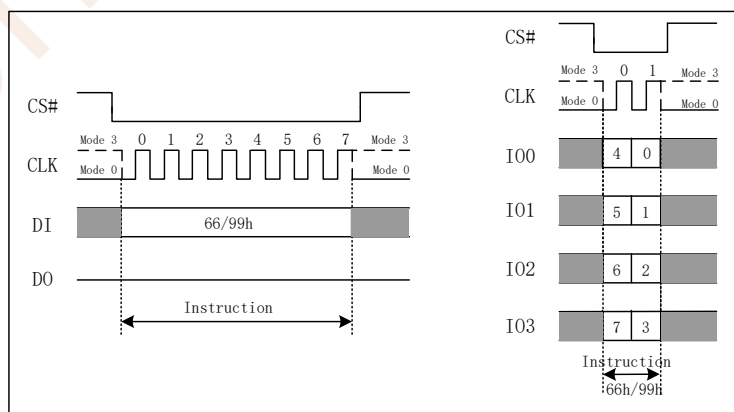 CS#
Mode 3 0 1 2 3 4 5 6 7 Mode 3
CLK
Mode 0 Mode 0
DI 66/99h
DO
Instruction
CS#
Mode 3 0 1 Mode 3
CLK
Mode 0 Mode 0
IO0 4 0
IO1 5 1
IO2 6 2
IO3 7 3
Instruction
66h/99h